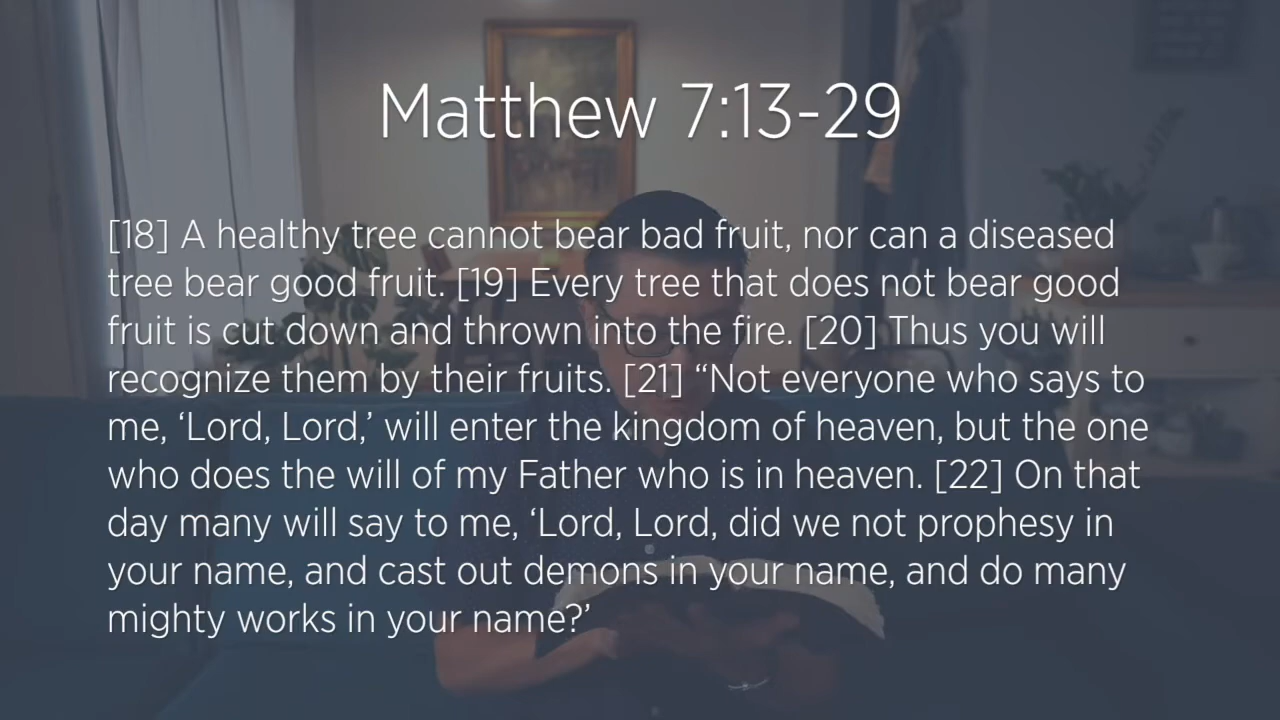 Matthew 7:13-29
[18] A healthy tree cannot bear bad fruit, nor can a diseased
tree bear good fruit. [19] Every tree that does not bear good
fruit is cut down and thrown into the fire. [20] Thus you will
recognize them by their fruits. [21] “Not everyone who says to
me, ‘Lord, Lord,’ will enter the kingdom of heaven, but the one
who does the will of my Father who is in heaven. [22] On that
day many will say to me, ‘Lord, Lord, did we not prophesy in
your name, and cast out demons in your name, and do many
mighty works in your name?’